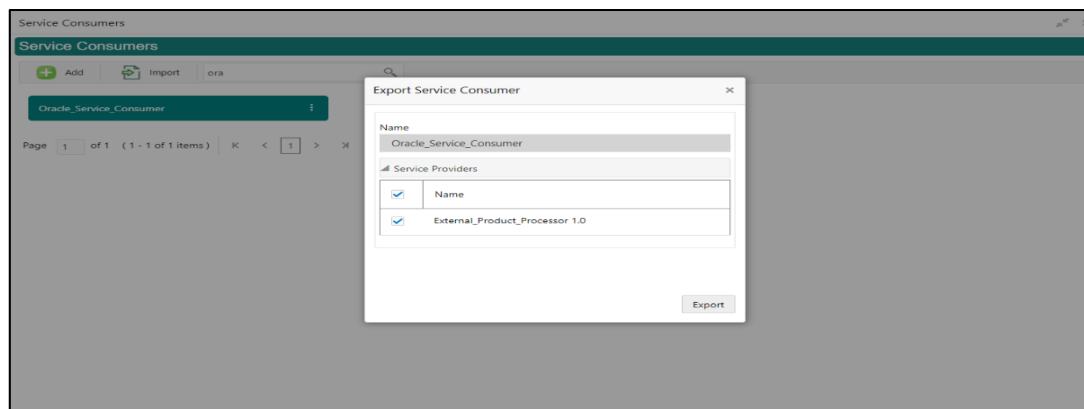 Service Consumers
Service Consumers
Add Import ora
Oracle_Service_Consumer
Page 1 of 1 (1 - 1 of 1 items) K < 1 > >|
Export Service Consumer ×
Name
Oracle_Service_Consumer
Service Providers
Name
External_Product_Processor 1.0
Export